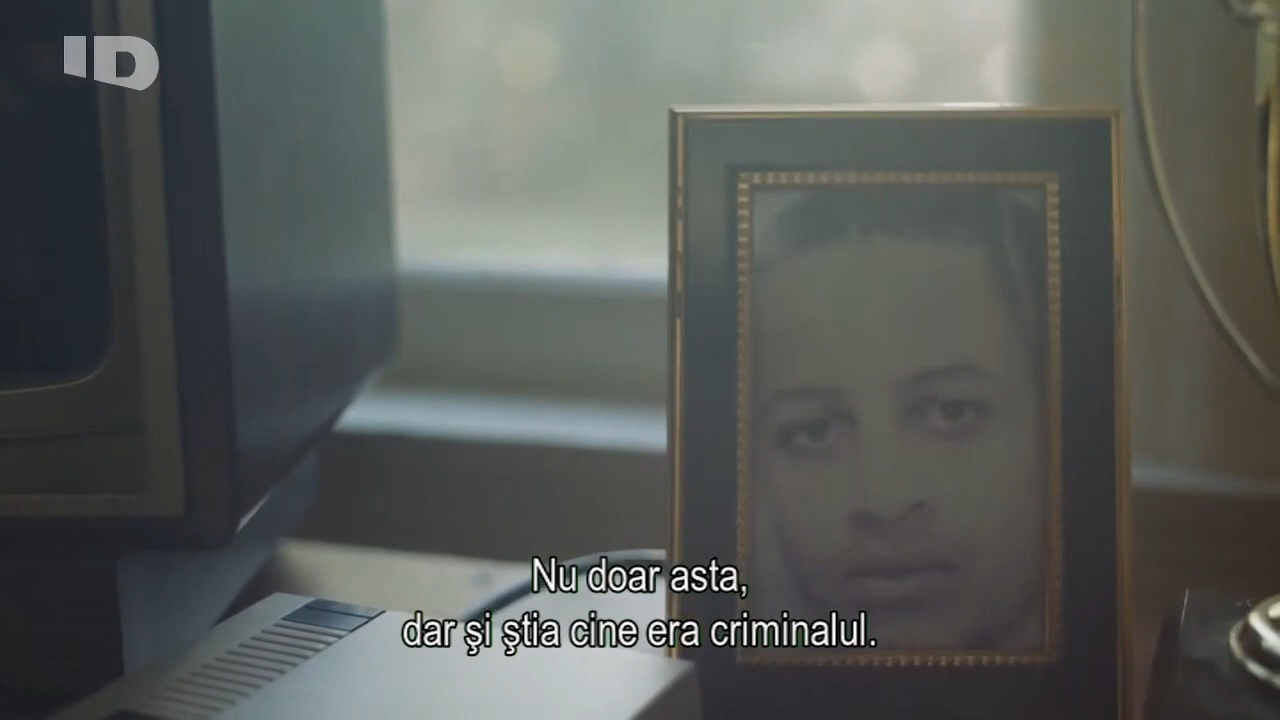 ID
Nu doar asta,
dar şi ştia cine era criminalul.